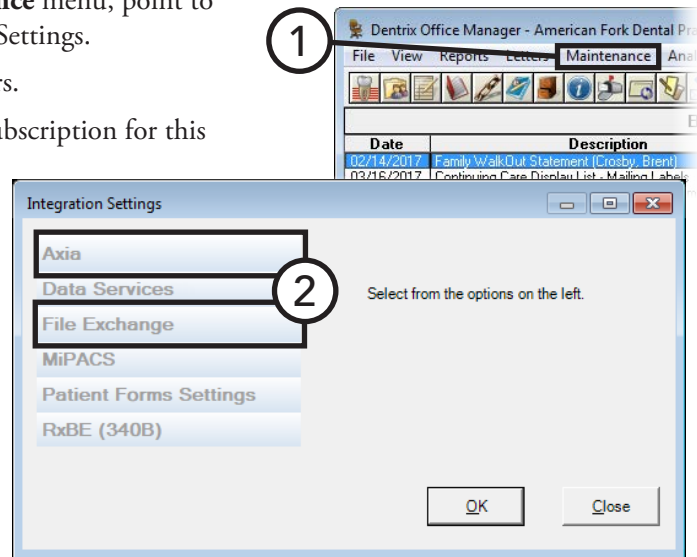 ice menu, point to
Settings.
rs.
ubscription for this
1
Dentrix Office Manager - American Fork Dental Pra
File View Reports Letters Maintenance Anal
Date Description
02/14/2017 Family WalkOut Statement (Crosby, Brent)
03/16/2017 Continuing Care Display List - Mailing Labels
Integration Settings
Axia
Data Services
2
Select from the options on the left.
File Exchange
MiPACS
Patient Forms Settings
RxBE (340B)
OK Close